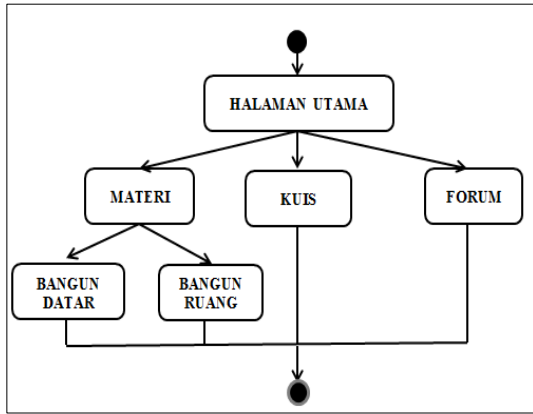 HALAMAN UTAMA
MATERI
KUIS
FORUM
BANGUN
DATAR
BANGUN
RUANG